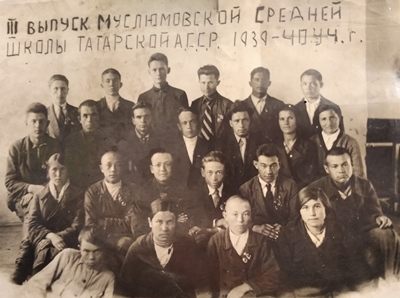 III ВЫПУСК МУСЛЮМОВСКОЙ СРЕДНЕЙ
ШКОЛЫ ТАТАРСКОЙ АССР. 1939-40 УЧ. г.